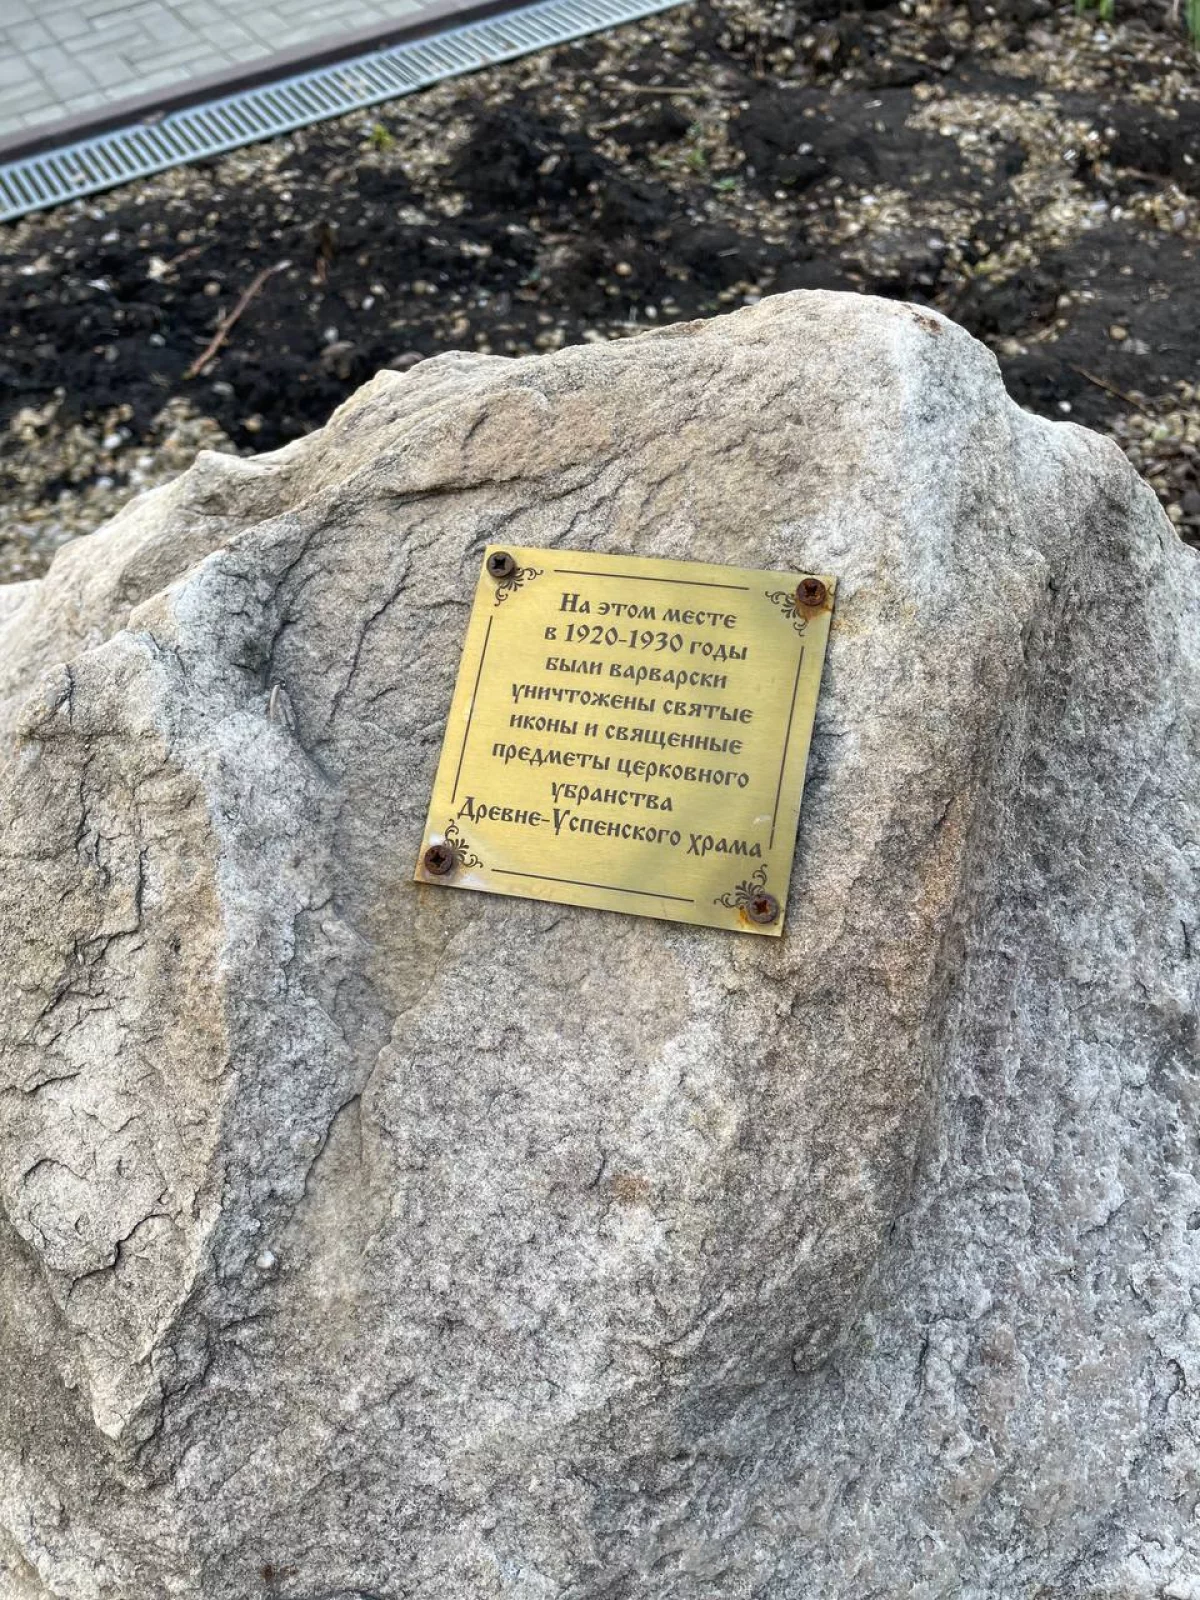 На этом месте
в 1920-1930 годы
были варварски
уничтожены святые
иконы и священные
предметы церковного
убранства
Древне-Успенского храма